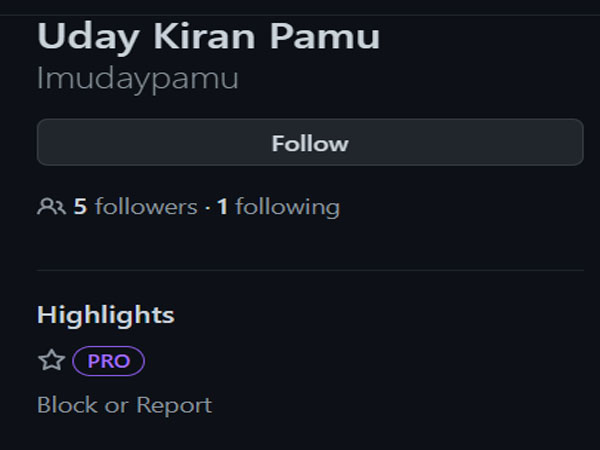 Uday Kiran Pamu
Imudaypamu
Follow
5 followers · 1 following
Highlights
PRO
Block or Report